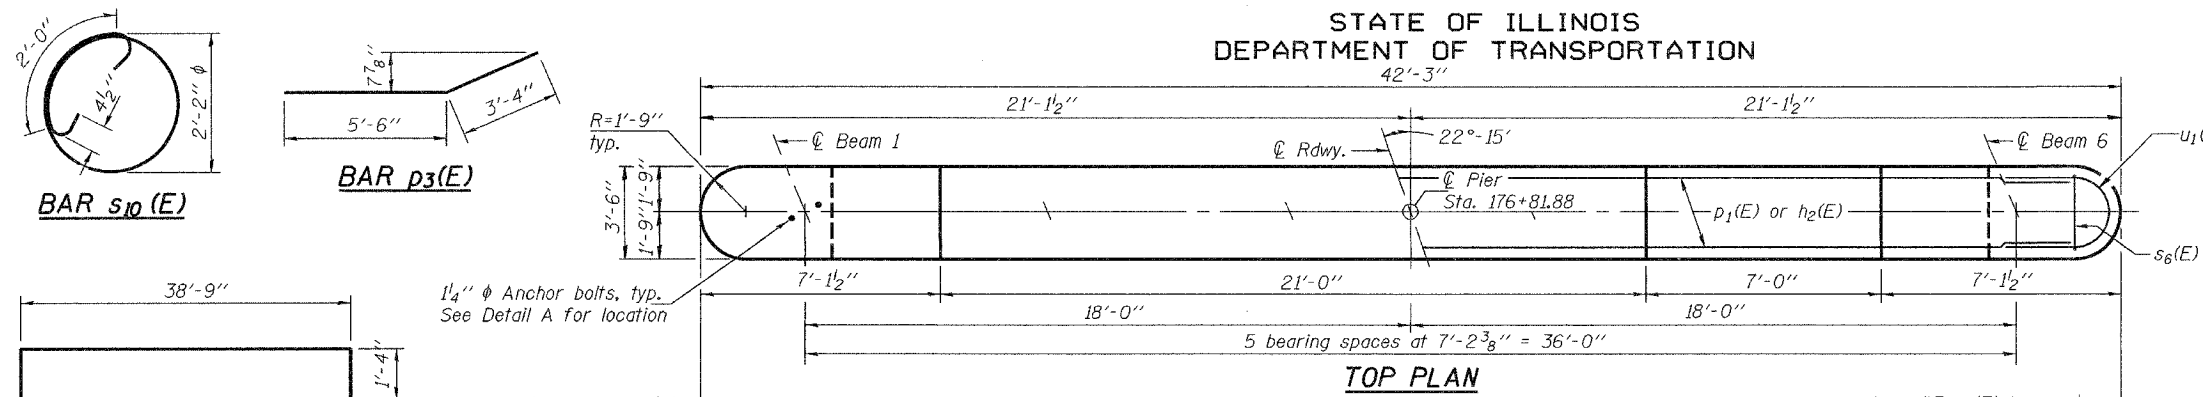 STATE OF ILLINOIS
DEPARTMENT OF TRANSPORTATION
2'-0"
4½"
2'-2" φ
BAR s10 (E)
7⅞"
5'-6"
3'-4"
BAR p3(E)
42'-3"
21'-1½"
21'-1½"
R=1'-9"
typ.
℄ Beam 1
℄ Rdwy.
22°-15'
℄ Beam 6
3'-6"
1'-9"
1'-9"
℄ Pier
Sta. 176+81.88
p1(E) or h2(E)
s6(E)
1¼" φ Anchor bolts, typ.
See Detail A for location
7'-1½"
21'-0"
7'-0"
7'-1½"
18'-0"
18'-0"
5 bearing spaces at 7'-2⅜" = 36'-0"
TOP PLAN
38'-9"
1'-4"